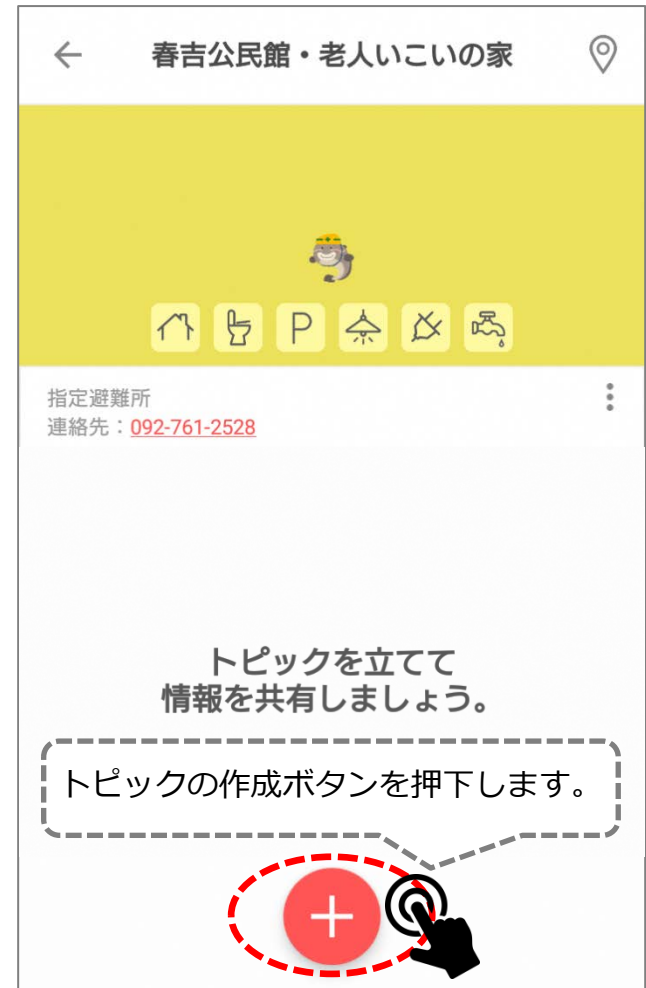 春吉公民館・老人いこいの家
P
指定避難所
連絡先：092-761-2528
トピックを立てて
情報を共有しましょう。
トピックの作成ボタンを押下します。